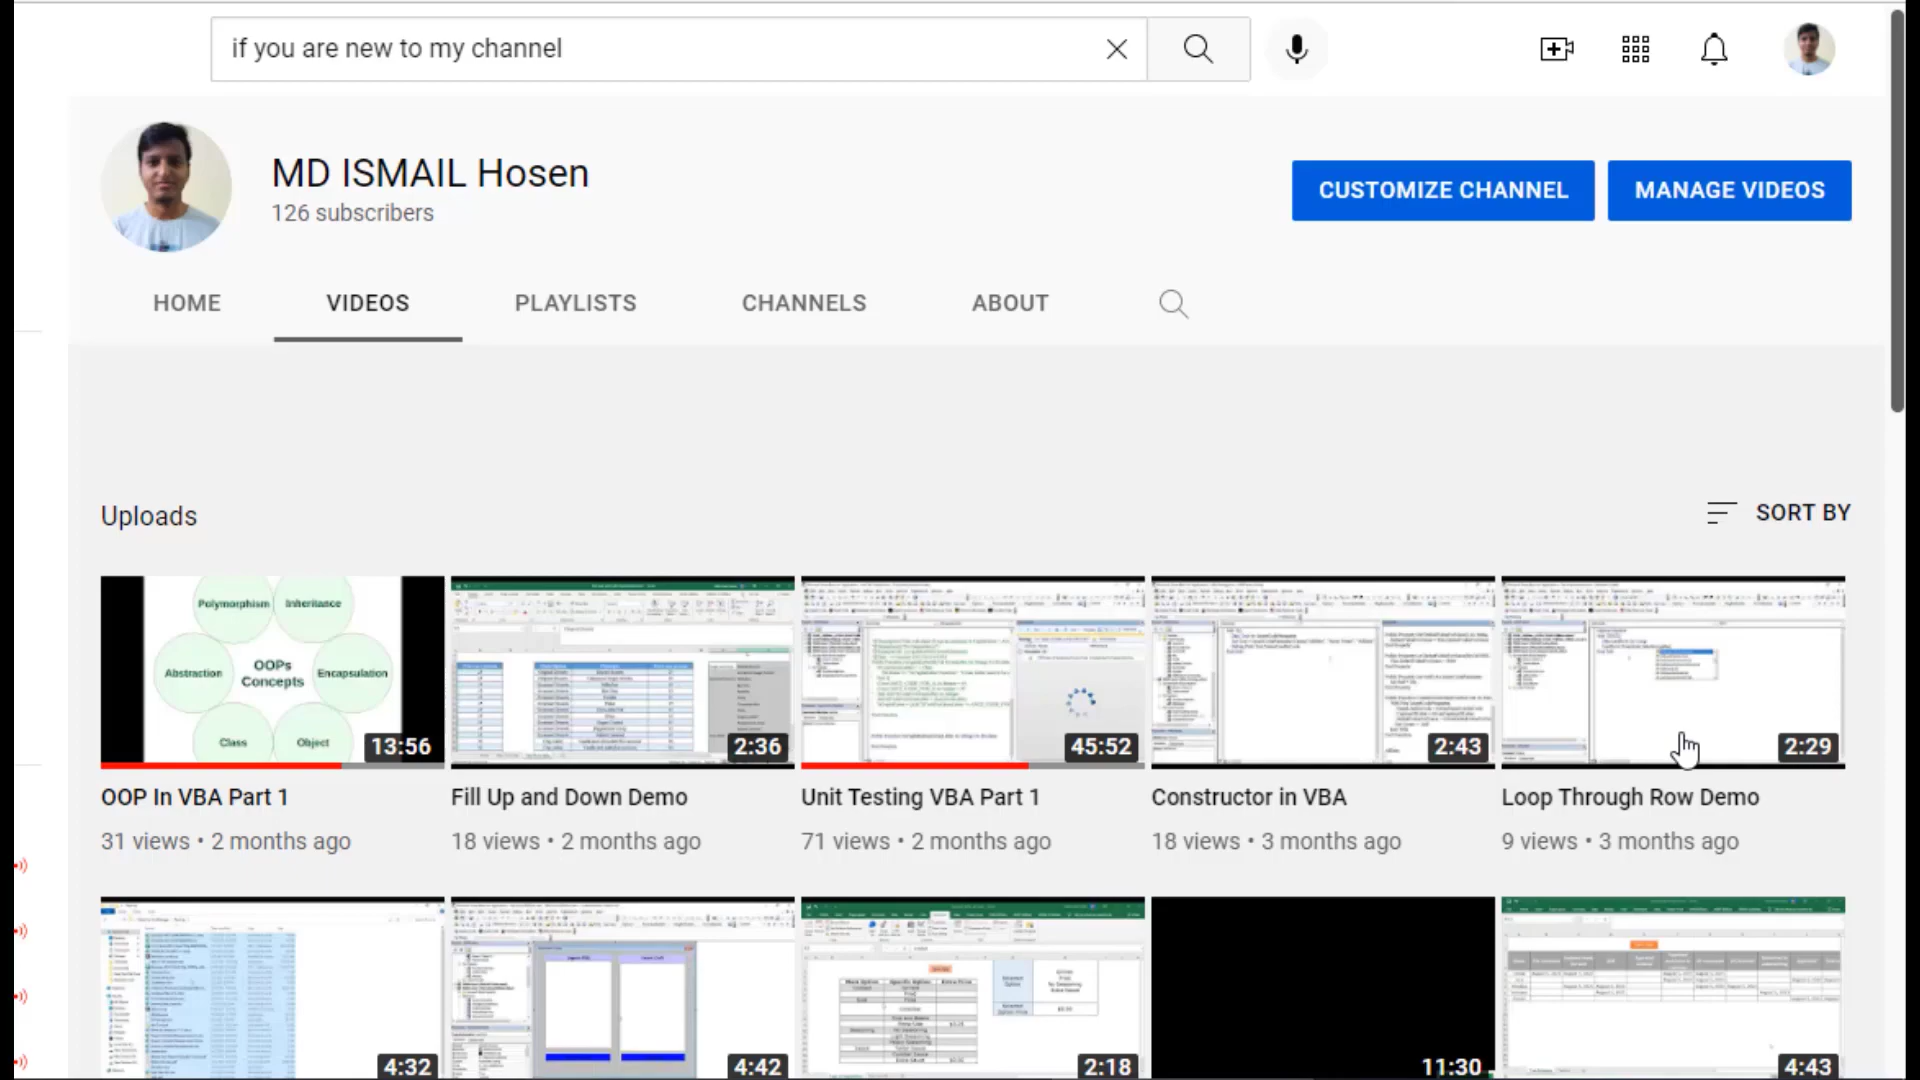 if you are new to my channel
MD ISMAIL Hosen
126 subscribers
CUSTOMIZE CHANNEL
MANAGE VIDEOS
HOME
VIDEOS
PLAYLISTS
CHANNELS
ABOUT
Uploads
SORT BY
Polymorphism
Inheritance
Abstraction
OOPs
Concepts
Encapsulation
Class
Object
13:56
2:36
45:52
2:43
2:29
OOP In VBA Part 1
Fill Up and Down Demo
Unit Testing VBA Part 1
Constructor in VBA
Loop Through Row Demo
31 views • 2 months ago
18 views • 2 months ago
71 views • 2 months ago
18 views • 3 months ago
9 views • 3 months ago
4:32
4:42
2:18
11:30
4:43